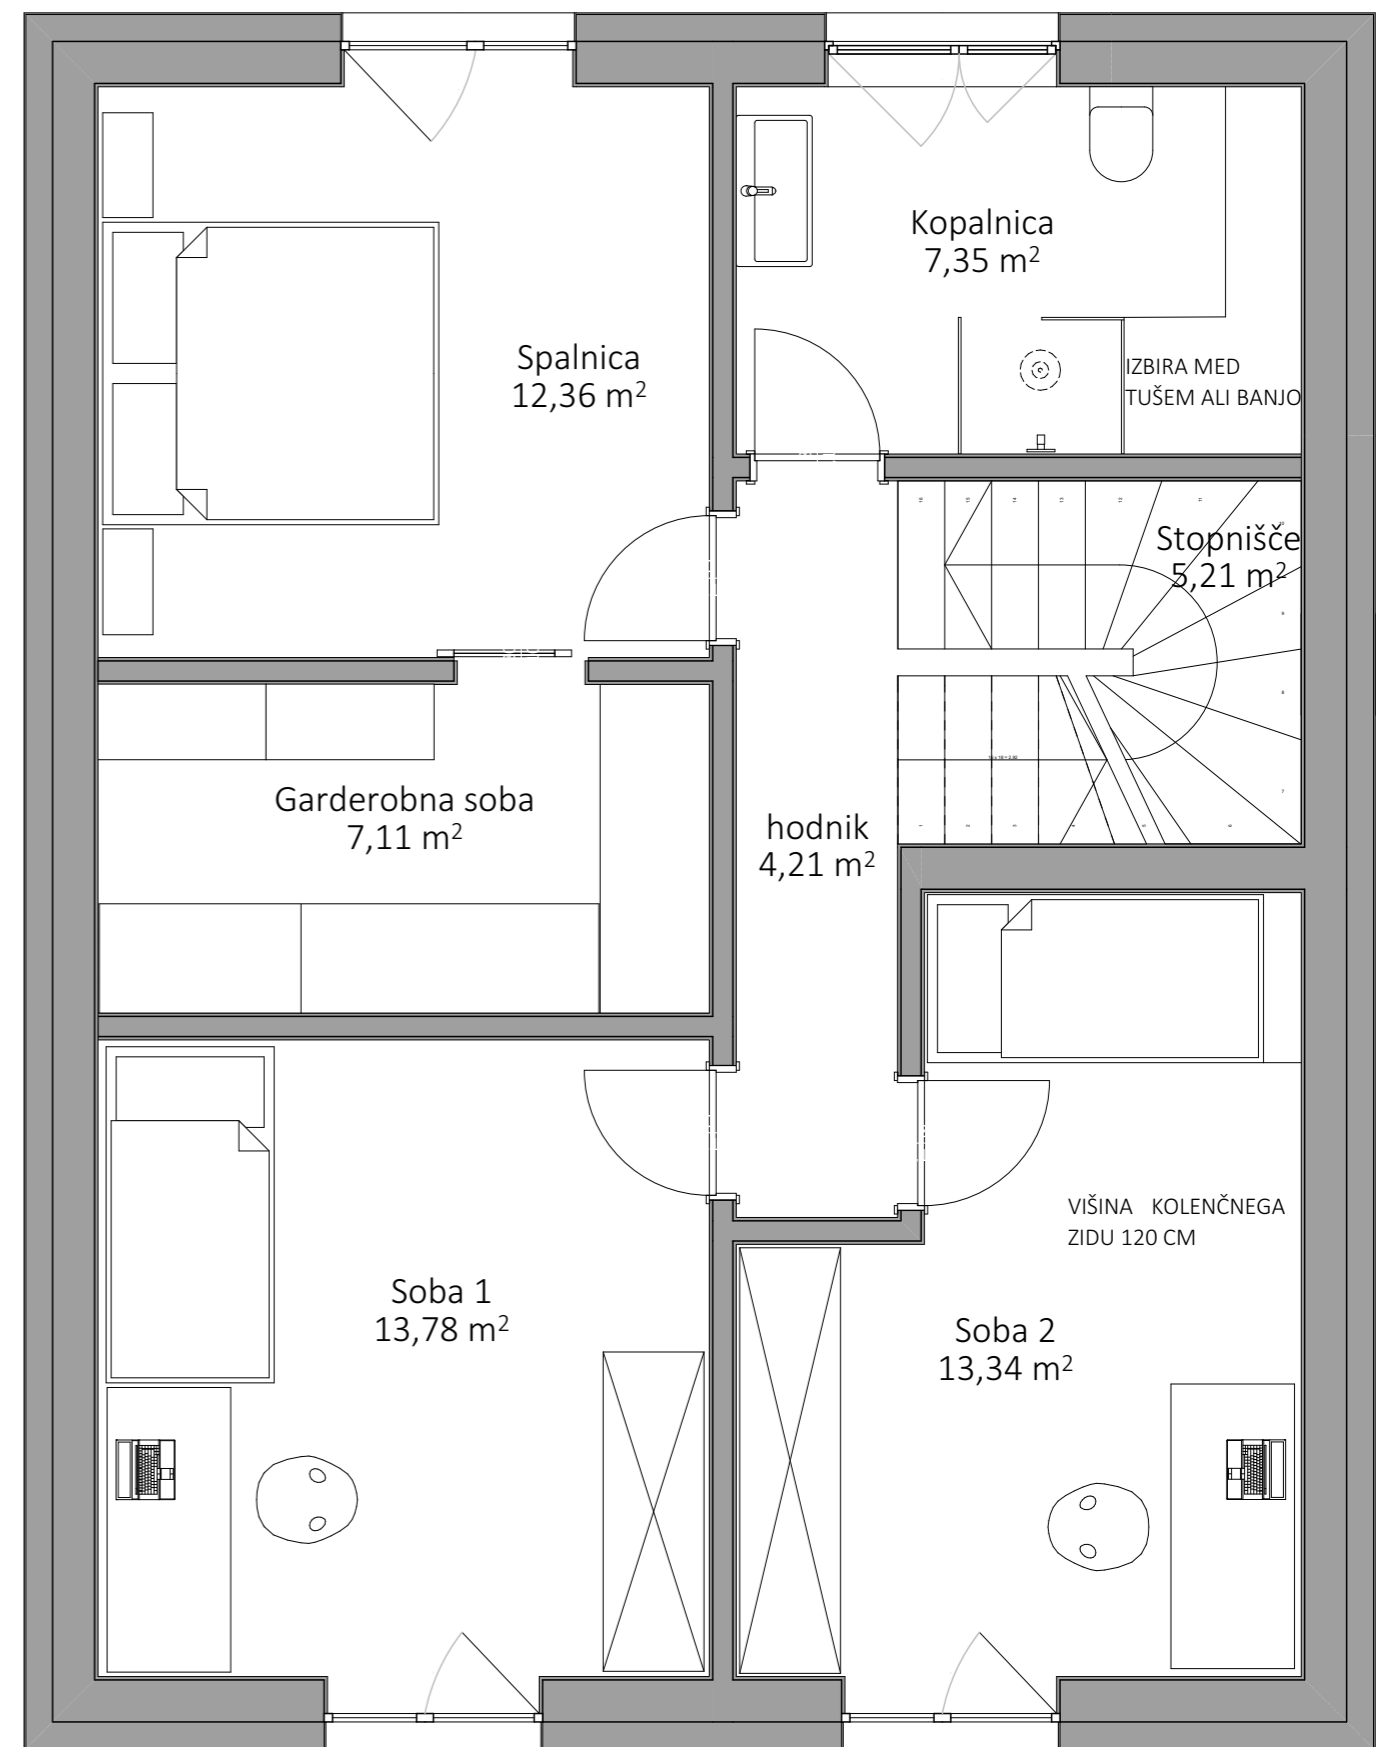 Kopalnica
7,35 m²
Spalnica
12,36 m²
IZBIRA MED
TUŠEM ALI BANJO
Stopnišče
5,21 m²
Garderobna soba
7,11 m²
hodnik
4,21 m²
VIŠINA KOLENČNEGA
ZIDU 120 CM
Soba 1
13,78 m²
Soba 2
13,34 m²